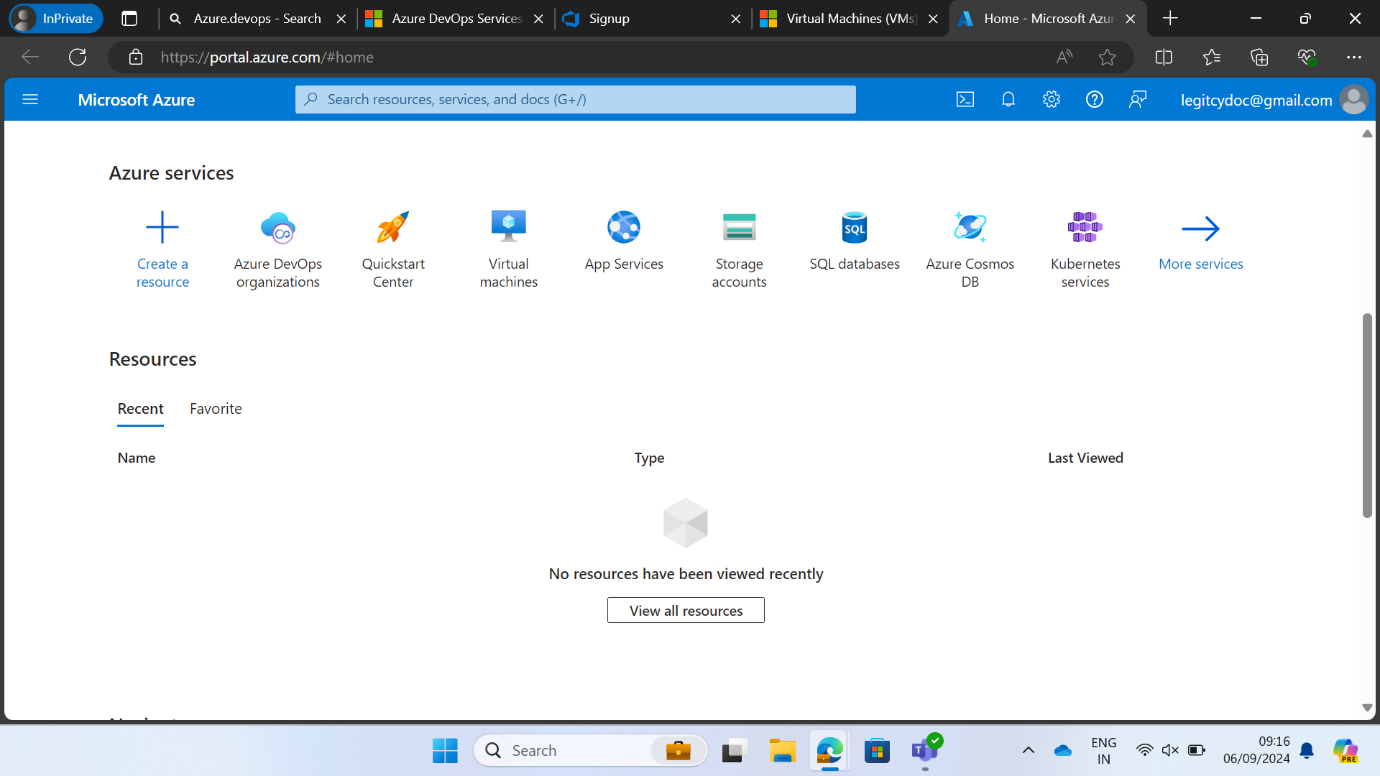 InPrivate
Azure.devops - Search
Azure DevOps Services
Signup
Virtual Machines (VMs)
Home - Microsoft Azur
https://portal.azure.com/#home
Microsoft Azure
Search resources, services, and docs (G+/)
legitcydoc@gmail.com
Azure services
Create a resource
Azure DevOps organizations
Quickstart Center
Virtual machines
App Services
Storage accounts
SQL
SQL databases
Azure Cosmos DB
Kubernetes services
More services
Resources
Recent
Favorite
Name
Type
Last Viewed
No resources have been viewed recently
View all resources
Search
ENG
IN
09:16
06/09/2024
PRE